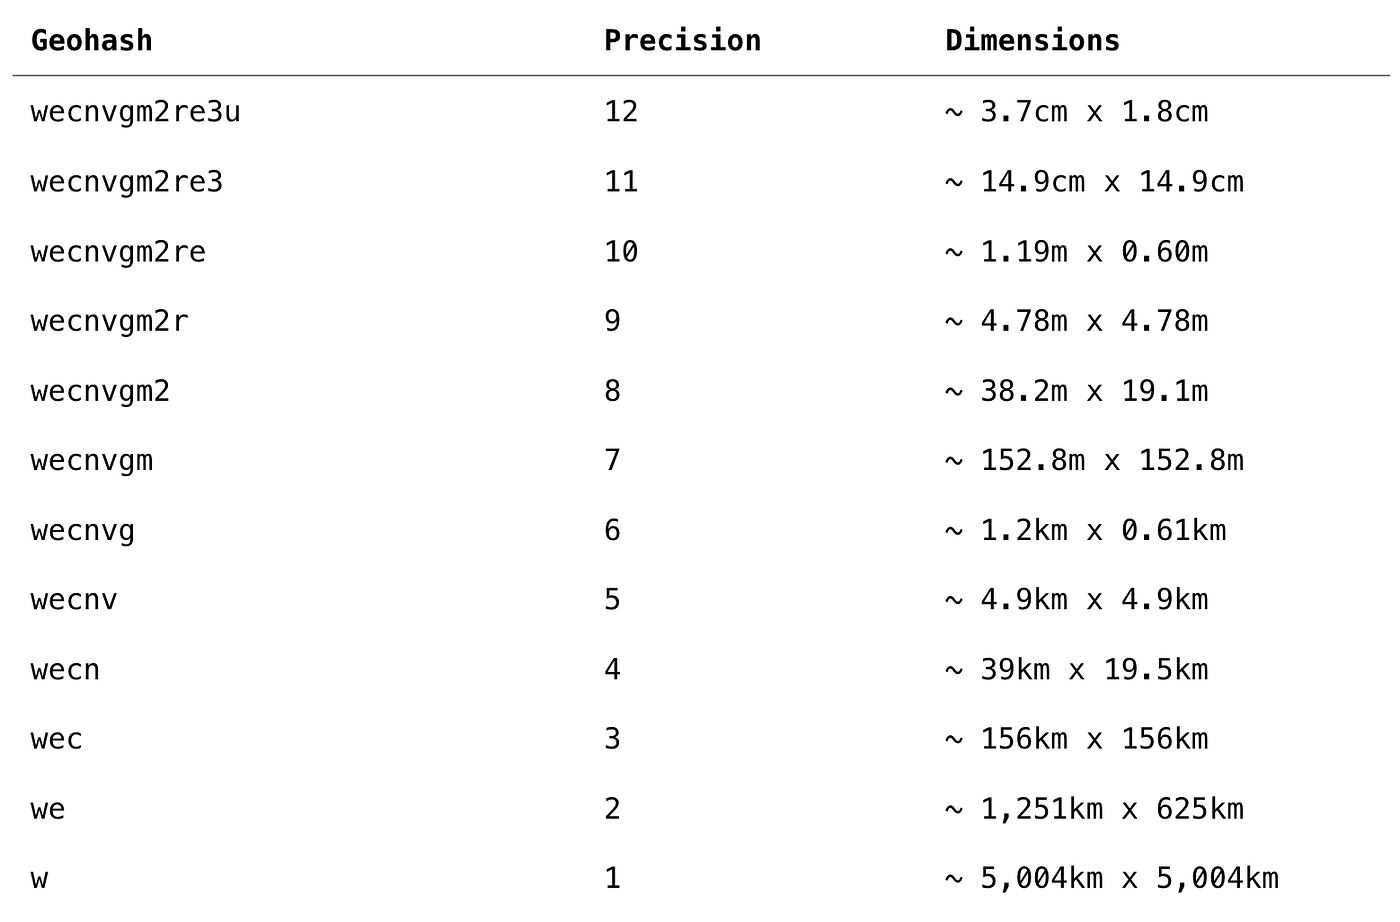 Geohash Precision Dimensions
wecnvgm2re3u 12 ~ 3.7cm x 1.8cm
wecnvgm2re3 11 ~ 14.9cm x 14.9cm
wecnvgm2re 10 ~ 1.19m x 0.60m
wecnvgm2r 9 ~ 4.78m x 4.78m
wecnvgm2 8 ~ 38.2m x 19.1m
wecnvgm 7 ~ 152.8m x 152.8m
wecnvg 6 ~ 1.2km x 0.61km
wecnv 5 ~ 4.9km x 4.9km
wecn 4 ~ 39km x 19.5km
wec 3 ~ 156km x 156km
we 2 ~ 1,251km x 625km
w 1 ~ 5,004km x 5,004km